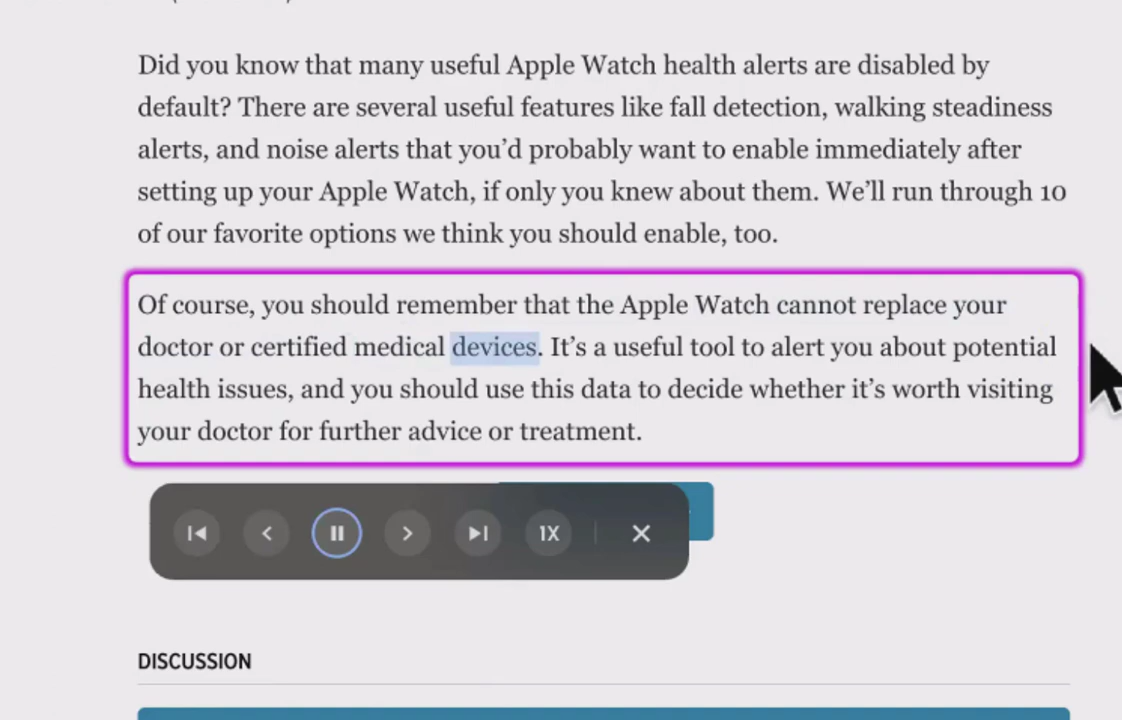 Did you know that many useful Apple Watch health alerts are disabled by
default? There are several useful features like fall detection, walking steadiness
alerts, and noise alerts that you’d probably want to enable immediately after
setting up your Apple Watch, if only you knew about them. We’ll run through 10
of our favorite options we think you should enable, too.
Of course, you should remember that the Apple Watch cannot replace your
doctor or certified medical devices. It’s a useful tool to alert you about potential
health issues, and you should use this data to decide whether it’s worth visiting
your doctor for further advice or treatment.
1X
DISCUSSION